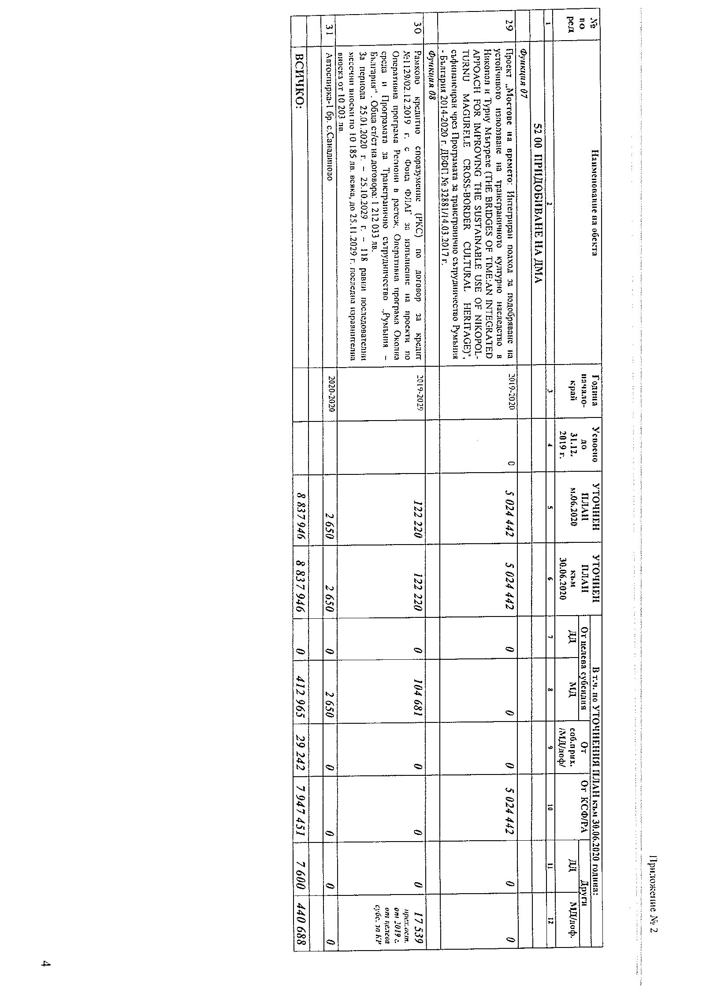 Приложение № 2
№ по ред
Наименование на обекта
Година начало-край
Усвоено до 31.12. 2019 г.
УТОЧНЕН ПЛАН м.06.2020
УТОЧНЕН ПЛАН към 30.06.2020
В т.ч. по УТОЧНЕНИЯ ПЛАН към 30.06.2020 година:
От целева субсидия
ДД
МД
От соб.прих. /МД/доф/
От КСФ/РА
Други
ДД
МД/доф.
1 2 3 4 5 6 7 8 9 10 11 12
52 00 ПРИДОБИВАНЕ НА ДМА
Функция 07
29
Проект „Мостове на времето: Интегриран подход за подобряване на
устойчивото използване на трансграничното културно наследство в
Никопол и Турну Мъгуреле (THE BRIDGES OF TIME:AN INTEGRATED
APPOACH FOR IMPROVING THE SUSTAINABLE USE OF NIKOPOL-
TURNU MAGURELE CROSS-BORDER CULTURAL HERITAGE)",
съфинансиран чрез Програмата за трансгранично сътрудничество Румъния
- България 2014-2020 г. ДБФП № 32881/14.03.2017 г.
2019-2020 0 5 024 442 5 024 442 0 0 0 5 024 442 0 0
Функция 08
30
Рамково кредитно споразумение (РКС) по договор за кредит
№1129/02.12.2019 г. с Фонд ФЛАГ за изпълнение на проекти по
Оперативна програма Региони в растеж, Оперативна програма Околна
среда и Програмата за Трансгранично сътрудничество „Румъния –
България". Обща ст/ст на договора: 1 212 033 лв.
За периода 25.01.2020 г. – 25.10.2029 г. – 118 равни последователни
месечни вноски по 10 185 лв. всяка, до 25.11.2029 г. последна изравнителна
вноска от 10 203 лв.
2019-2029 122 220 122 220 0 104 681 0 0 0 17 539
прех.ост.
от 2019 г.
от целева
субс. за КР
31 Автоспирка-1 бр. с.Санадиново 2020-2020 2 650 2 650 0 2 650 0 0 0 0
ВСИЧКО: 8 837 946 8 837 946 0 412 965 29 242 7 947 451 7 600 440 688
4